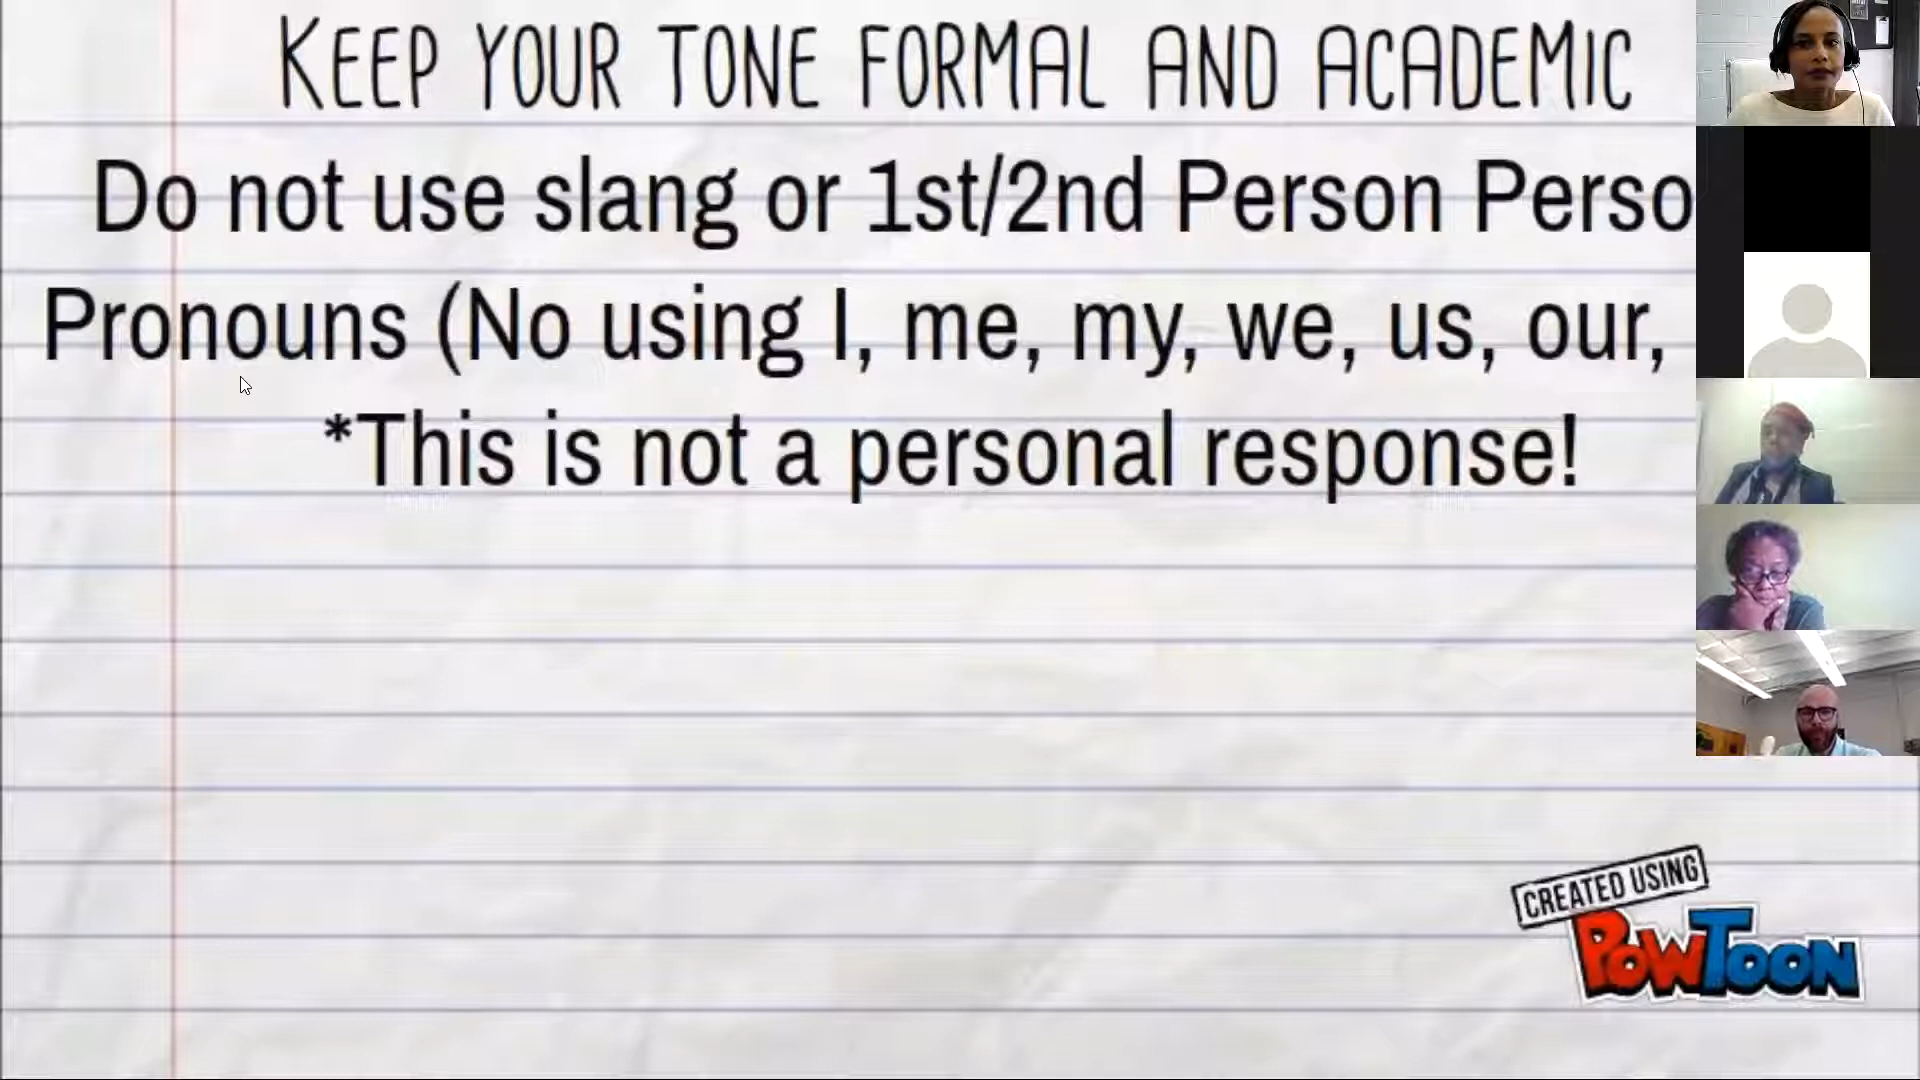 KEEP YOUR TONE FORMAL AND ACADEMIC
Do not use slang or 1st/2nd Person Perso
Pronouns (No using I, me, my, we, us, our,
*This is not a personal response!
CREATED USING
POWTOON